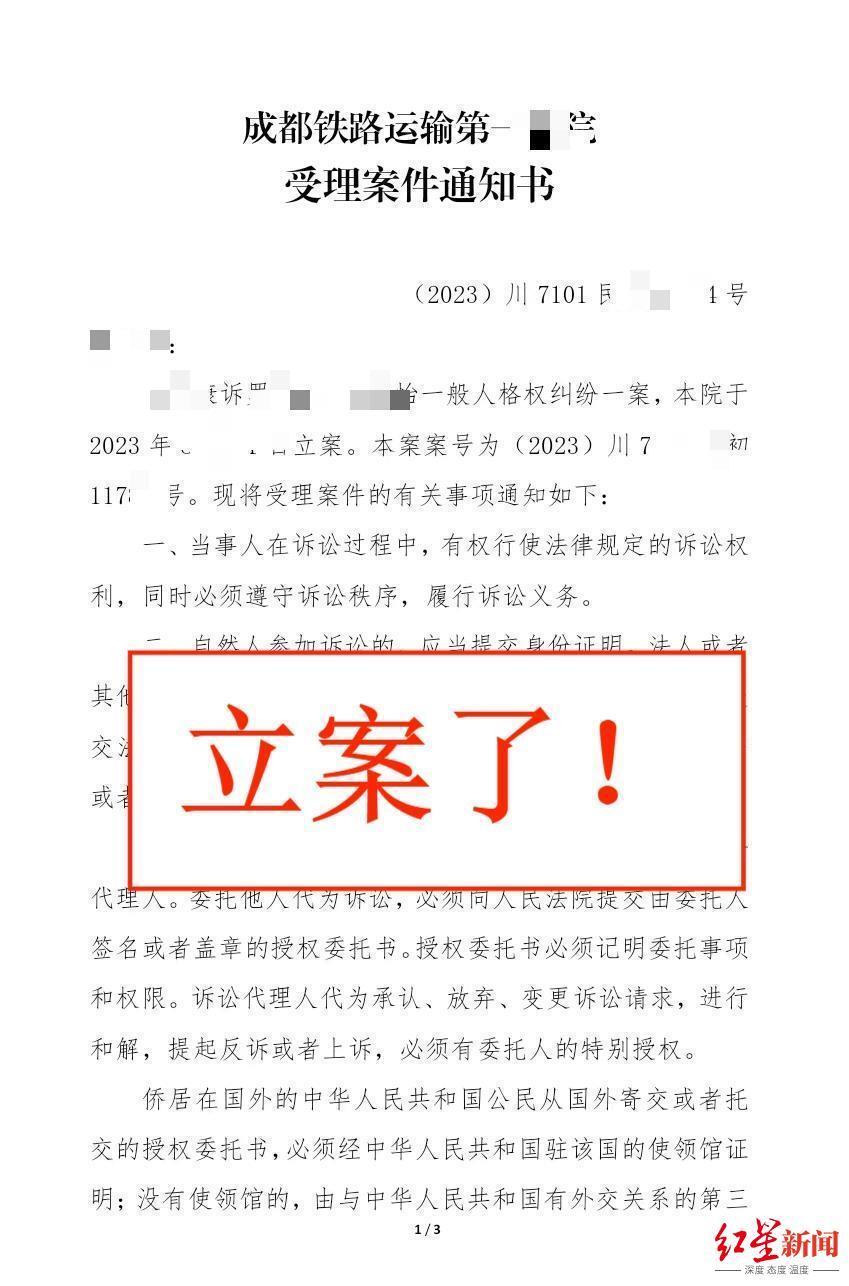 成都铁路运输第一 院
受理案件通知书
（2023）川 7101 民 4 号
：
康诉罗 怡一般人格权纠纷一案，本院于
2023 年 立案。本案案号为（2023）川 7 初
1178 号。现将受理案件的有关事项通知如下：
一、当事人在诉讼过程中，有权行使法律规定的诉讼权
利，同时必须遵守诉讼秩序，履行诉讼义务。
二、自然人参加诉讼的，应当提交身份证明。法人或者
其他
立案了！
交法
或者
代理人。委托他人代为诉讼，必须向人民法院提交由委托人
签名或者盖章的授权委托书。授权委托书必须记明委托事项
和权限。诉讼代理人代为承认、放弃、变更诉讼请求，进行
和解，提起反诉或者上诉，必须有委托人的特别授权。
侨居在国外的中华人民共和国公民从国外寄交或者托
交的授权委托书，必须经中华人民共和国驻该国的使领馆证
明；没有使领馆的，由与中华人民共和国有外交关系的第三
1 / 3
红星新闻
深度 态度 温度